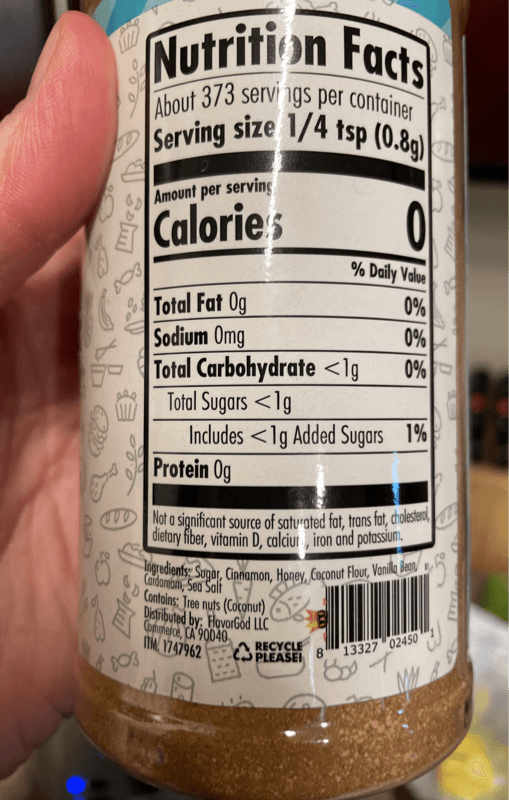 Nutrition Facts
About 373 servings per container
Serving size 1/4 tsp (0.8g)
Amount per serving
Calories 0
% Daily Value
Total Fat 0g 0%
Sodium 0mg 0%
Total Carbohydrate <1g 0%
Total Sugars <1g
Includes <1g Added Sugars 1%
Protein 0g
Not a significant source of saturated fat, trans fat, cholesterol,
dietary fiber, vitamin D, calcium, iron and potassium.
Ingredients: Sugar, Cinnamon, Honey, Coconut Flour, Vanilla Bean,
Cardamom, Sea Salt
Contains: Tree nuts (Coconut)
Distributed by: FlavorGod LLC
Commerce, CA 90040
ITM. 1747962
RECYCLE
PLEASE!
8 13327 02450 1